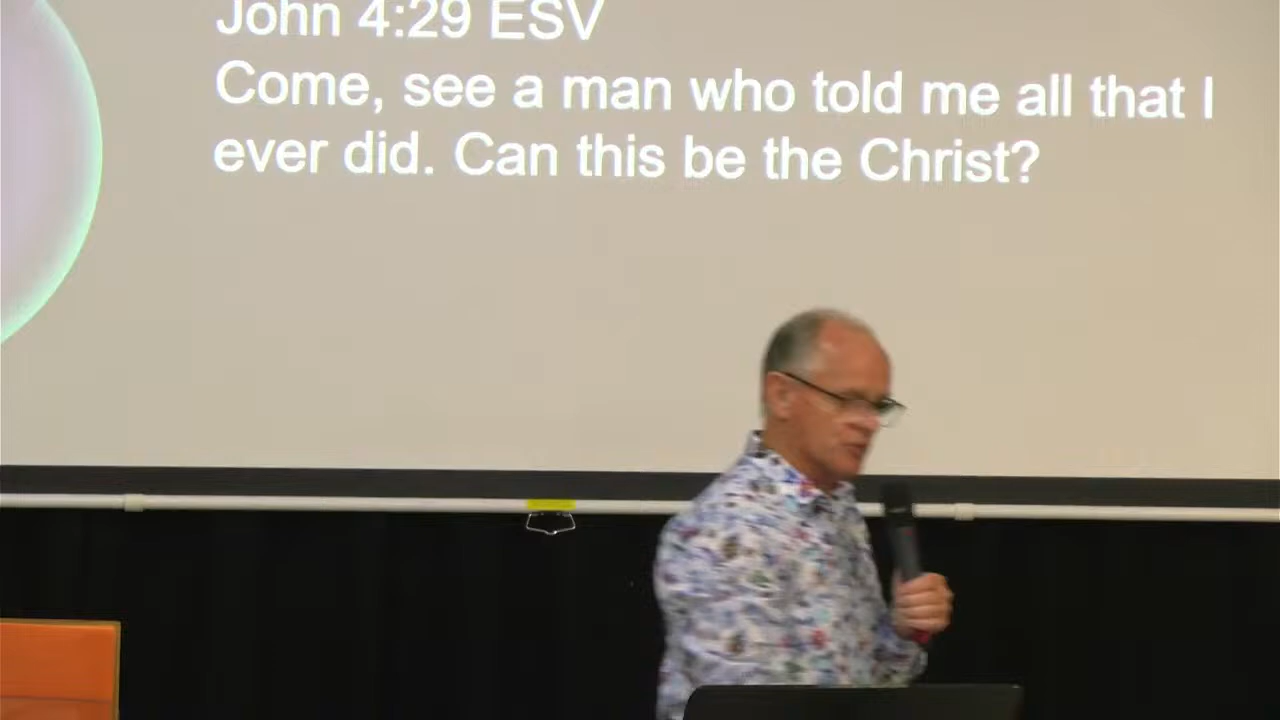 John 4:29 ESV
Come, see a man who told me all that I
ever did. Can this be the Christ?